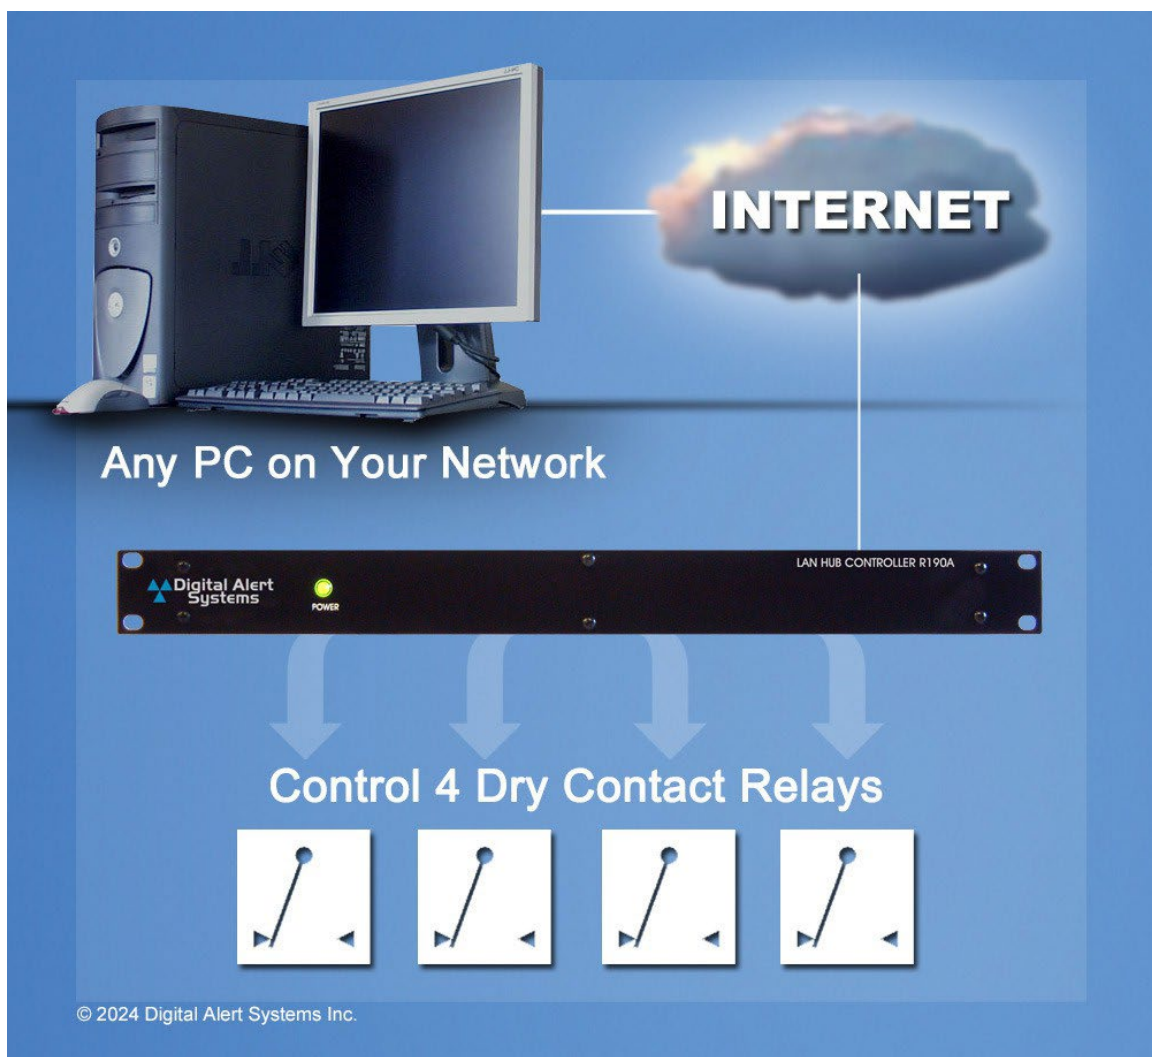 INTERNET
Any PC on Your Network
LAN HUB CONTROLLER R190A
Digital Alert
Systems
POWER
Control 4 Dry Contact Relays
© 2024 Digital Alert Systems Inc.